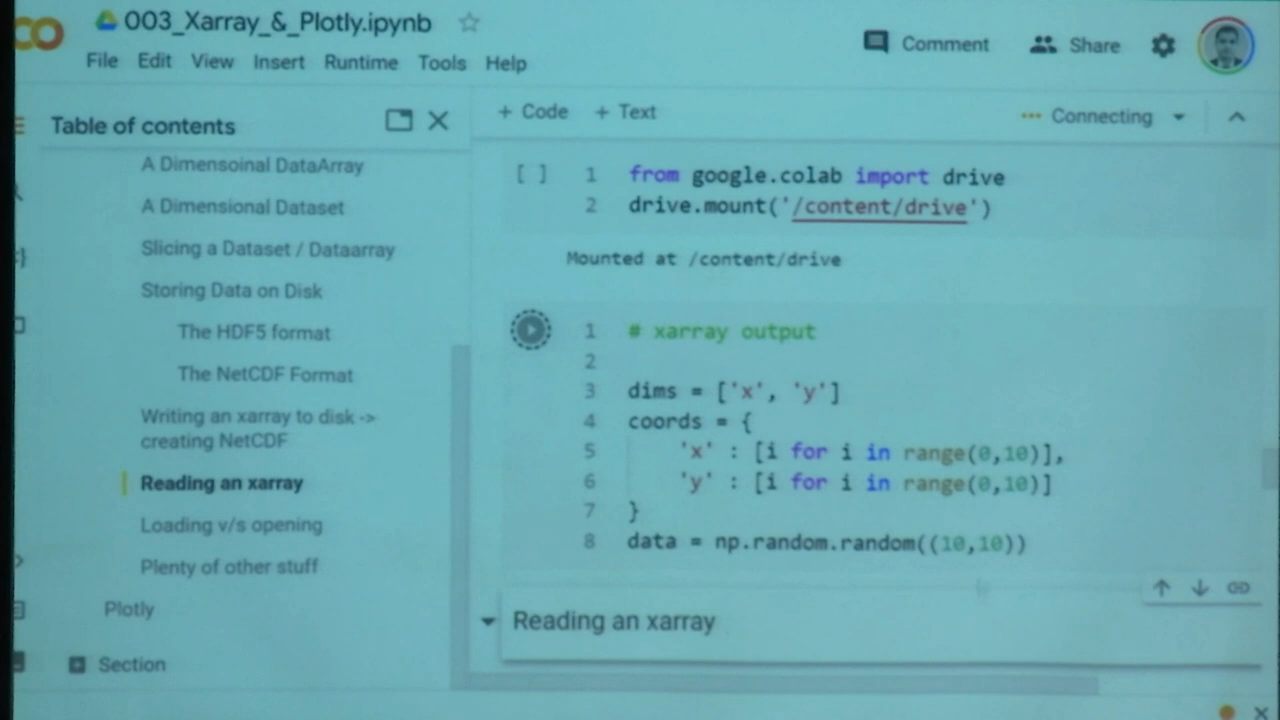 003_Xarray_&_Plotly.ipynb
File Edit View Insert Runtime Tools Help
Comment Share
Table of contents
A Dimensoinal DataArray
A Dimensional Dataset
Slicing a Dataset / Dataarray
Storing Data on Disk
The HDF5 format
The NetCDF Format
Writing an xarray to disk ->
creating NetCDF
Reading an xarray
Loading v/s opening
Plenty of other stuff
Plotly
Section
+ Code + Text
Connecting
[ ] 1 from google.colab import drive
2 drive.mount('/content/drive')
Mounted at /content/drive
1 # xarray output
2
3 dims = ['x', 'y']
4 coords = {
5 'x' : [i for i in range(0,10)],
6 'y' : [i for i in range(0,10)]
7 }
8 data = np.random.random((10,10))
Reading an xarray